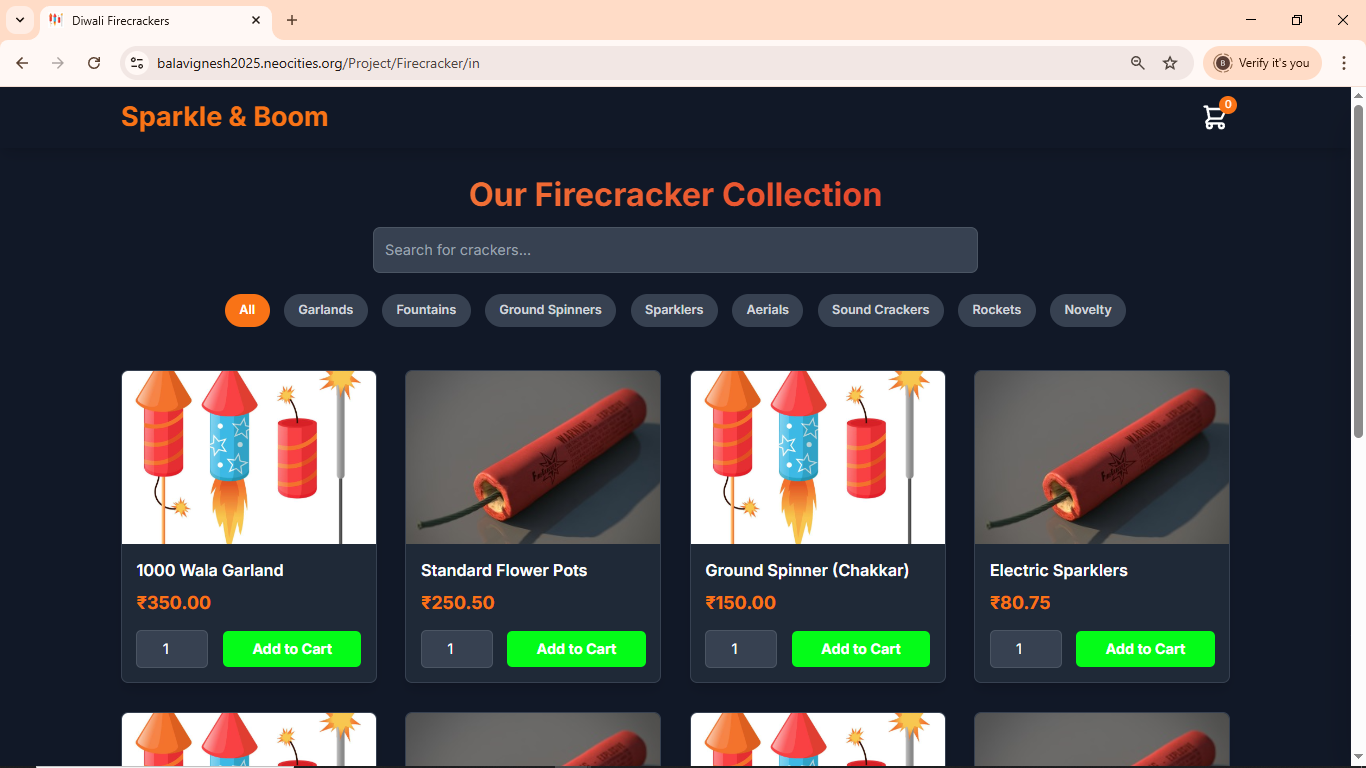 Diwali Firecrackers
balavignesh2025.neocities.org/Project/Firecracker/in
B
Verify it's you
Sparkle & Boom
0
Our Firecracker Collection
Search for crackers...
All Garlands Fountains Ground Spinners Sparklers Aerials Sound Crackers Rockets Novelty
WARNING
WARNING
1000 Wala Garland Standard Flower Pots Ground Spinner (Chakkar) Electric Sparklers
₹350.00 ₹250.50 ₹150.00 ₹80.75
1 Add to Cart 1 Add to Cart 1 Add to Cart 1 Add to Cart